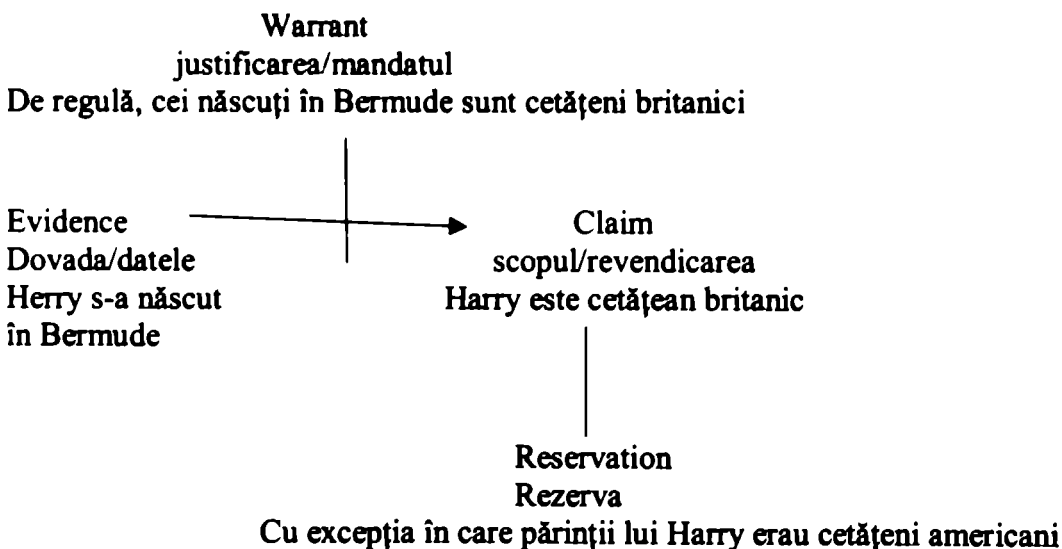 Warrant
justificarea/mandatul
De regulă, cei născuți în Bermude sunt cetățeni britanici
Evidence
Dovada/datele
Herry s-a născut
în Bermude
Claim
scopul/revendicarea
Harry este cetățean britanic
Reservation
Rezerva
Cu excepția în care părinții lui Harry erau cetățeni americani